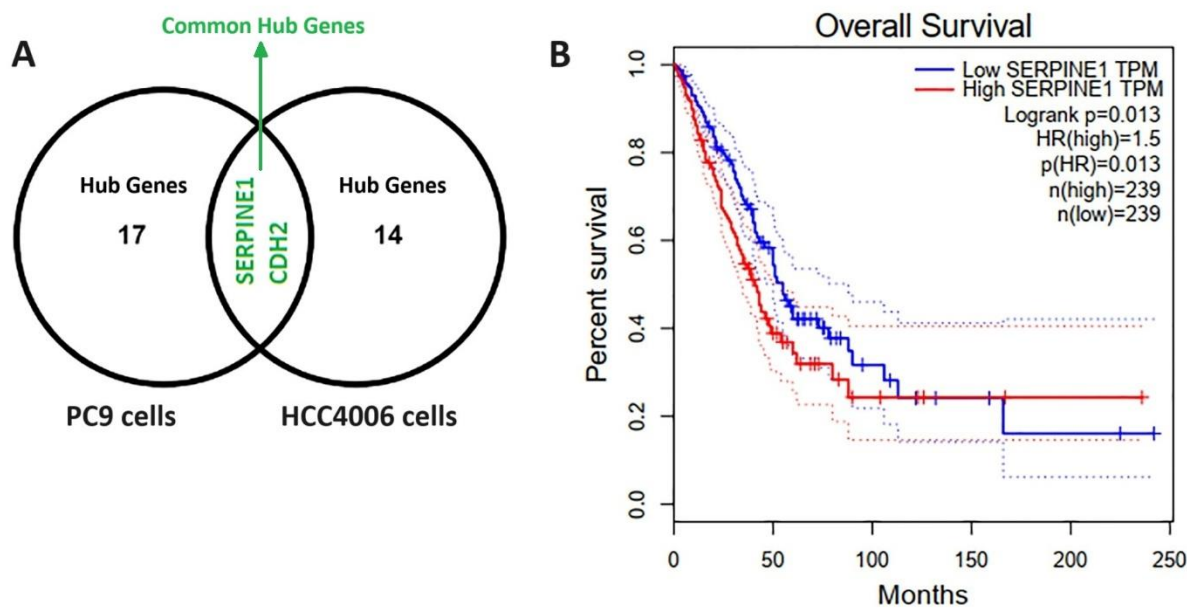 A
Common Hub Genes
Hub Genes
17
SERPINE1
CDH2
Hub Genes
14
PC9 cells
HCC4006 cells
B
Overall Survival
Low SERPINE1 TPM
High SERPINE1 TPM
Logrank p=0.013
HR(high)=1.5
p(HR)=0.013
n(high)=239
n(low)=239
Percent survival
1.0
0.8
0.6
0.4
0.2
0.0
0 50 100 150 200 250
Months